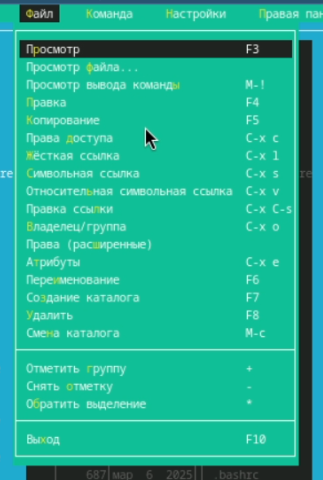 Файл Команда Настройки Правая пан
Просмотр F3
Просмотр файла...
Просмотр вывода команды M-!
Правка F4
Копирование F5
Права доступа C-x c
Жёсткая ссылка C-x l
Символьная ссылка C-x s
Относительная символьная ссылка C-x v
Правка ссылки C-x C-s
Владелец/группа C-x o
Права (расширенные)
Атрибуты C-x e
Переименование F6
Создание каталога F7
Удалить F8
Смена каталога M-c
Отметить группу +
Снять отметку -
Обратить выделение *
Выход F10
687 мар 6 2025 .bashrc